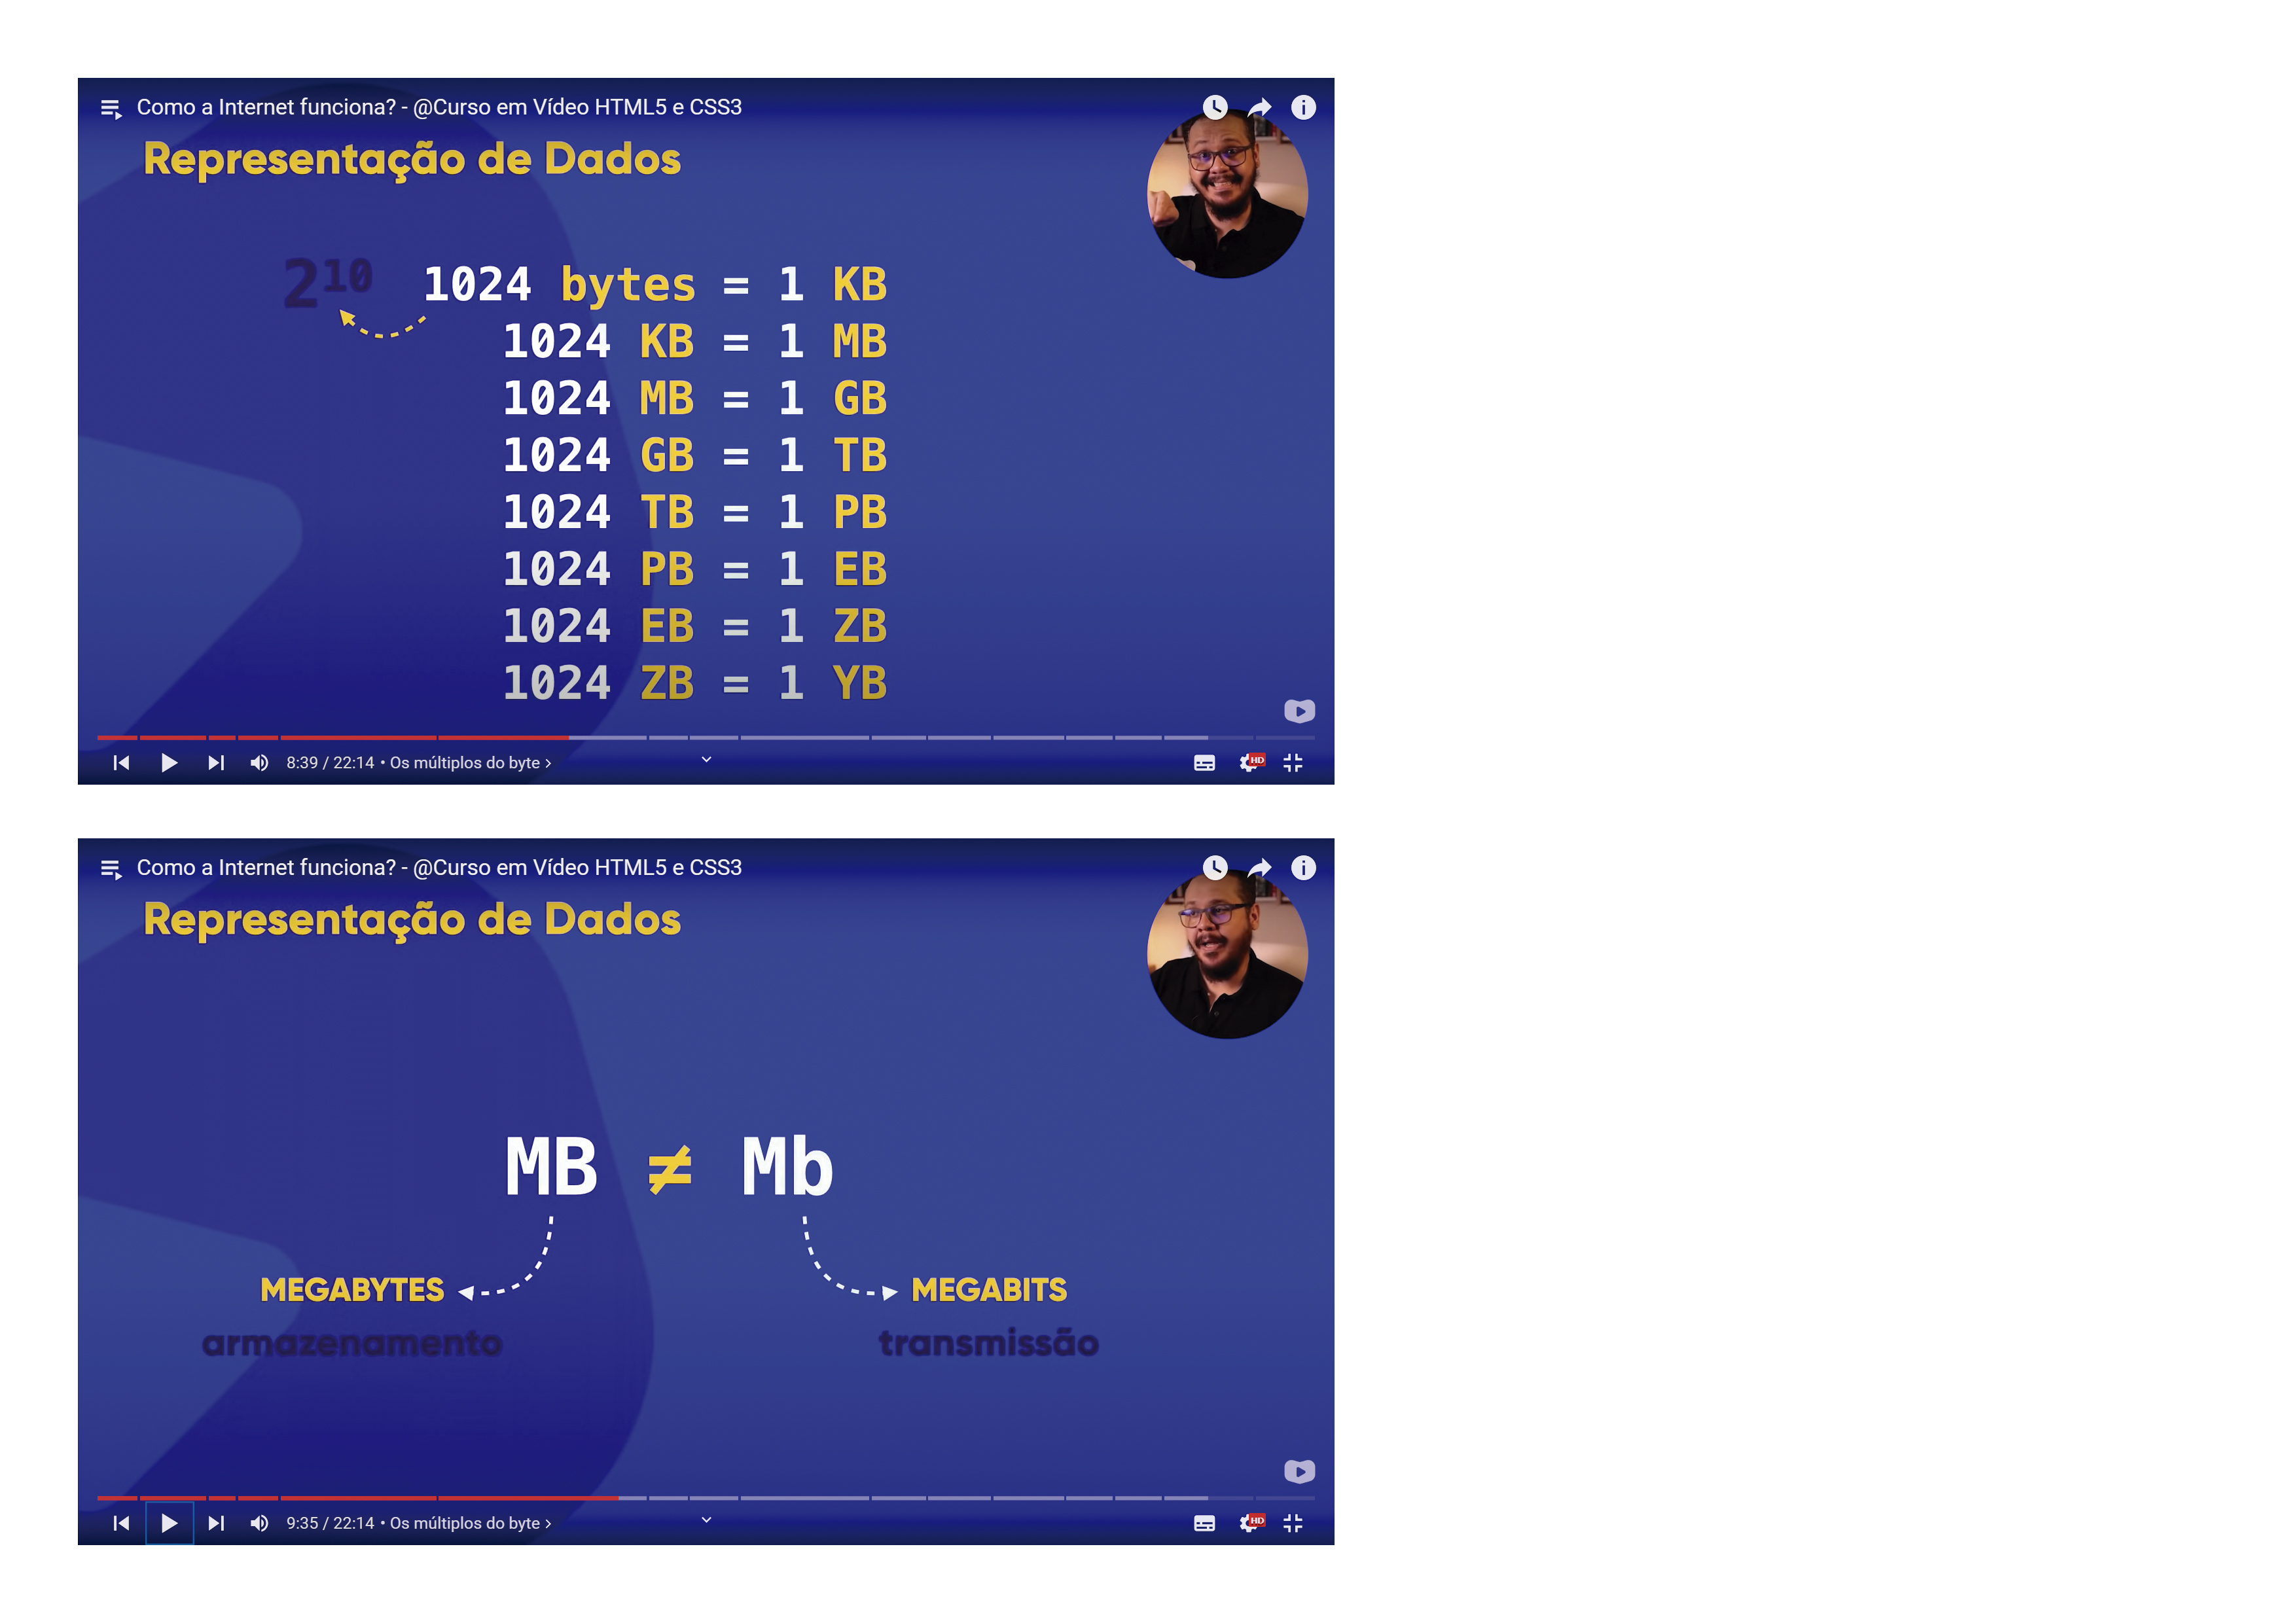 Como a Internet funciona? - @Curso em Vídeo HTML5 e CSS3
Representação de Dados
2¹⁰ 1024 bytes = 1 KB
1024 KB = 1 MB
1024 MB = 1 GB
1024 GB = 1 TB
1024 TB = 1 PB
1024 PB = 1 EB
1024 EB = 1 ZB
1024 ZB = 1 YB
8:39 / 22:14 • Os múltiplos do byte >
HD
Como a Internet funciona? - @Curso em Vídeo HTML5 e CSS3
Representação de Dados
MB ≠ Mb
MEGABYTES MEGABITS
armazenamento transmissão
9:35 / 22:14 • Os múltiplos do byte >
HD